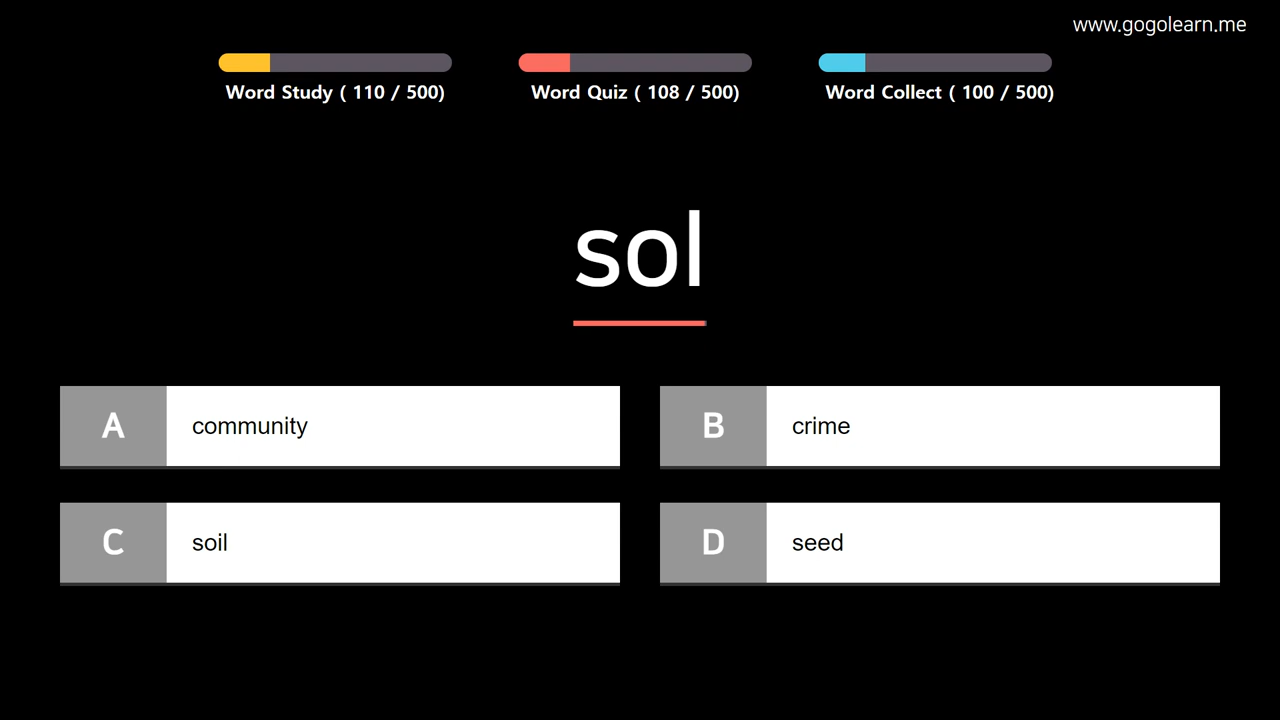 www.gogolearn.me
Word Study ( 110 / 500)
Word Quiz ( 108 / 500)
Word Collect ( 100 / 500)
sol
A community
B crime
C soil
D seed